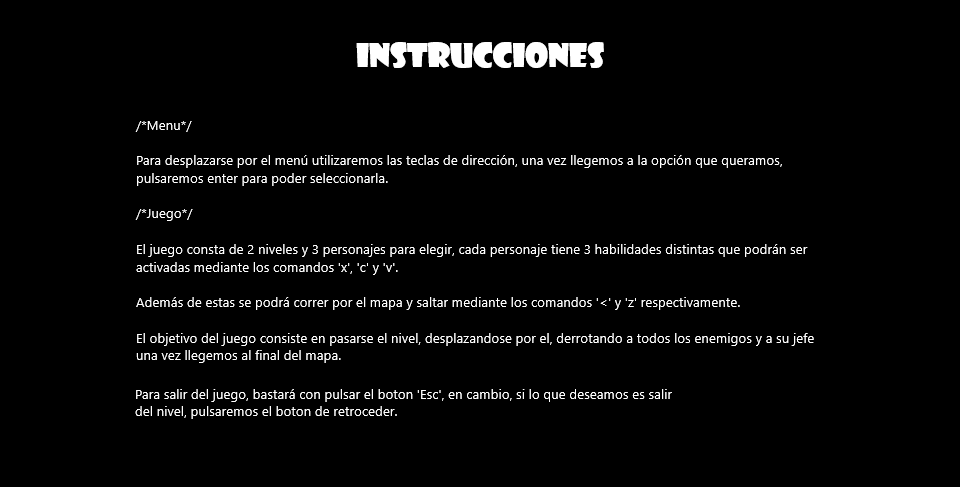 INSTRUCCIONES
/*Menu*/
Para desplazarse por el menú utilizaremos las teclas de dirección, una vez llegemos a la opción que queramos,
pulsaremos enter para poder seleccionarla.
/*Juego*/
El juego consta de 2 niveles y 3 personajes para elegir, cada personaje tiene 3 habilidades distintas que podrán ser
activadas mediante los comandos 'x', 'c' y 'v'.
Además de estas se podrá correr por el mapa y saltar mediante los comandos '<' y 'z' respectivamente.
El objetivo del juego consiste en pasarse el nivel, desplazandose por el, derrotando a todos los enemigos y a su jefe
una vez llegemos al final del mapa.
Para salir del juego, bastará con pulsar el boton 'Esc', en cambio, si lo que deseamos es salir
del nivel, pulsaremos el boton de retroceder.